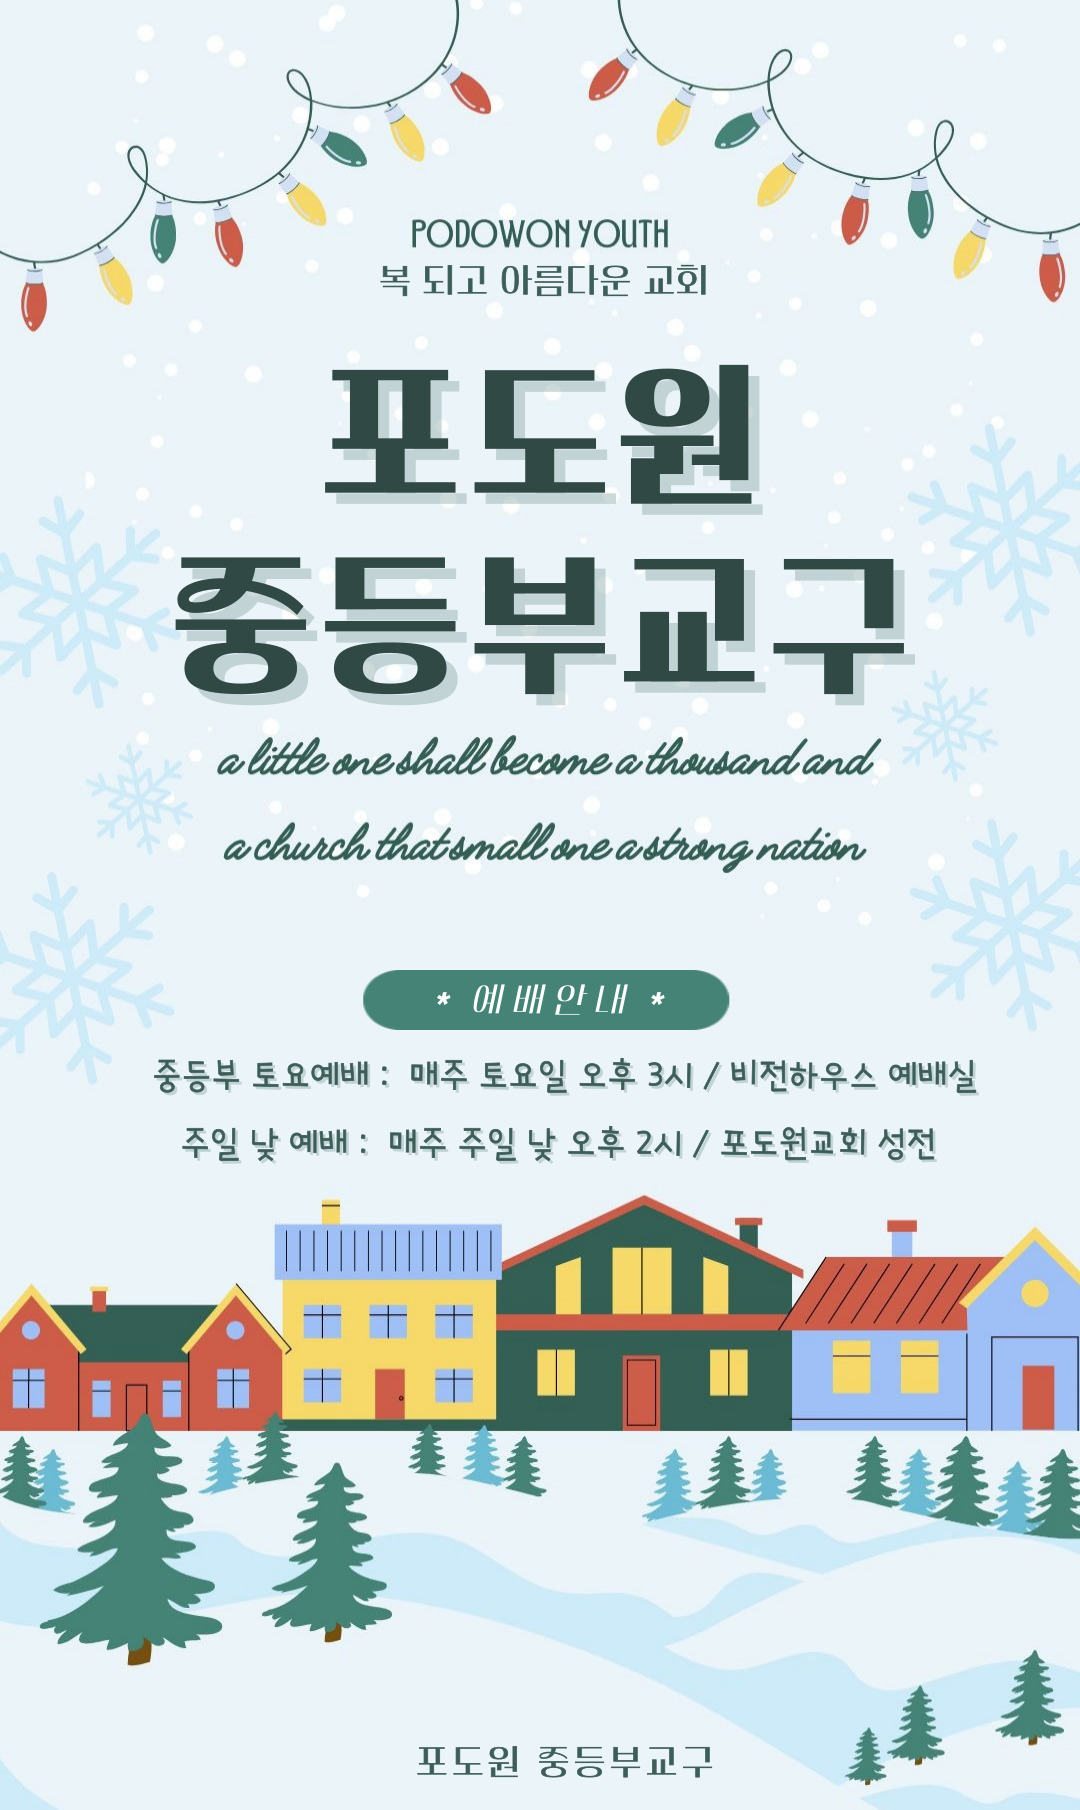 PODOWON YOUTH
복 되고 아름다운 교회
포도원
중등부교구
a little one shall become a thousand and
a church that small one a strong nation
* 예배안내 *
중등부 토요예배 : 매주 토요일 오후 3시 / 비전하우스 예배실
주일 낮 예배 : 매주 주일 낮 오후 2시 / 포도원교회 성전
포도원 중등부교구